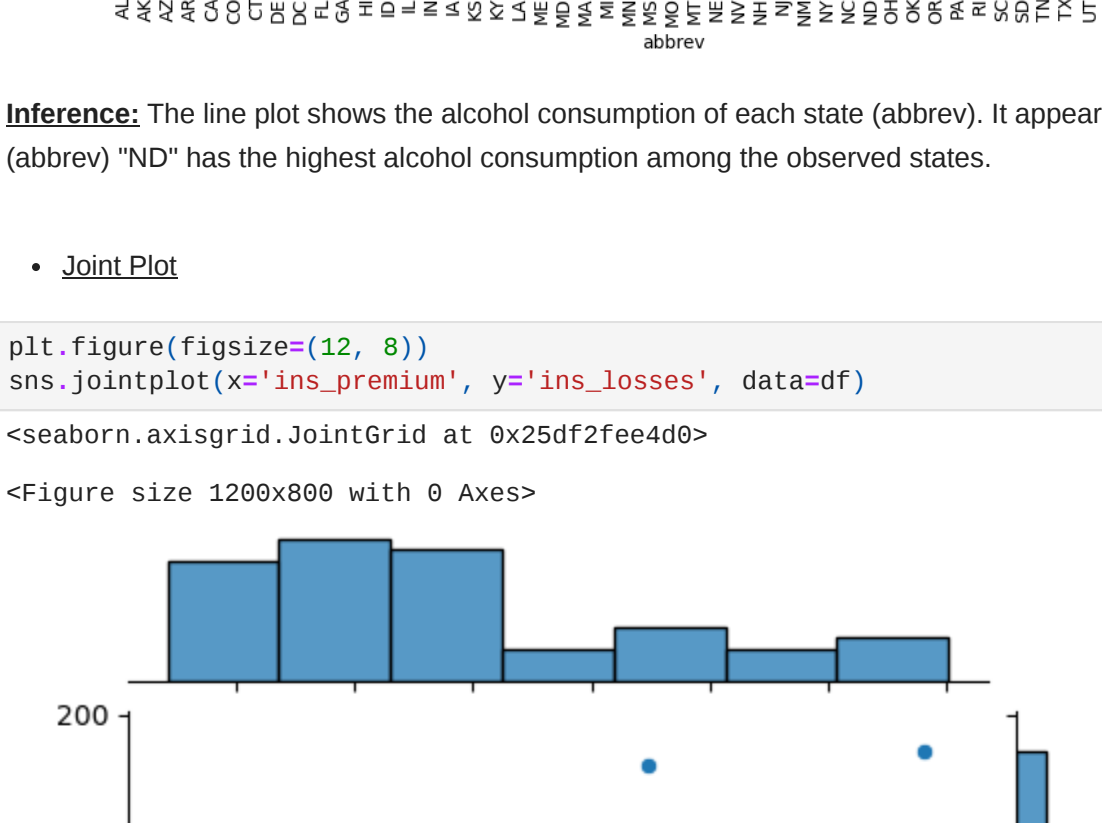 AL AK AZ AR CA CO CT DE DC FL GA HI ID IL IN IA KS KY LA ME MD MA MI MN MS MO MT NE NV NH NJ NM NY NC ND OH OK OR PA RI SC SD TN TX UT
abbrev
Inference: The line plot shows the alcohol consumption of each state (abbrev). It appear
(abbrev) "ND" has the highest alcohol consumption among the observed states.
• Joint Plot
plt.figure(figsize=(12, 8))
sns.jointplot(x='ins_premium', y='ins_losses', data=df)
<seaborn.axisgrid.JointGrid at 0x25df2fee4d0>
<Figure size 1200x800 with 0 Axes>
200